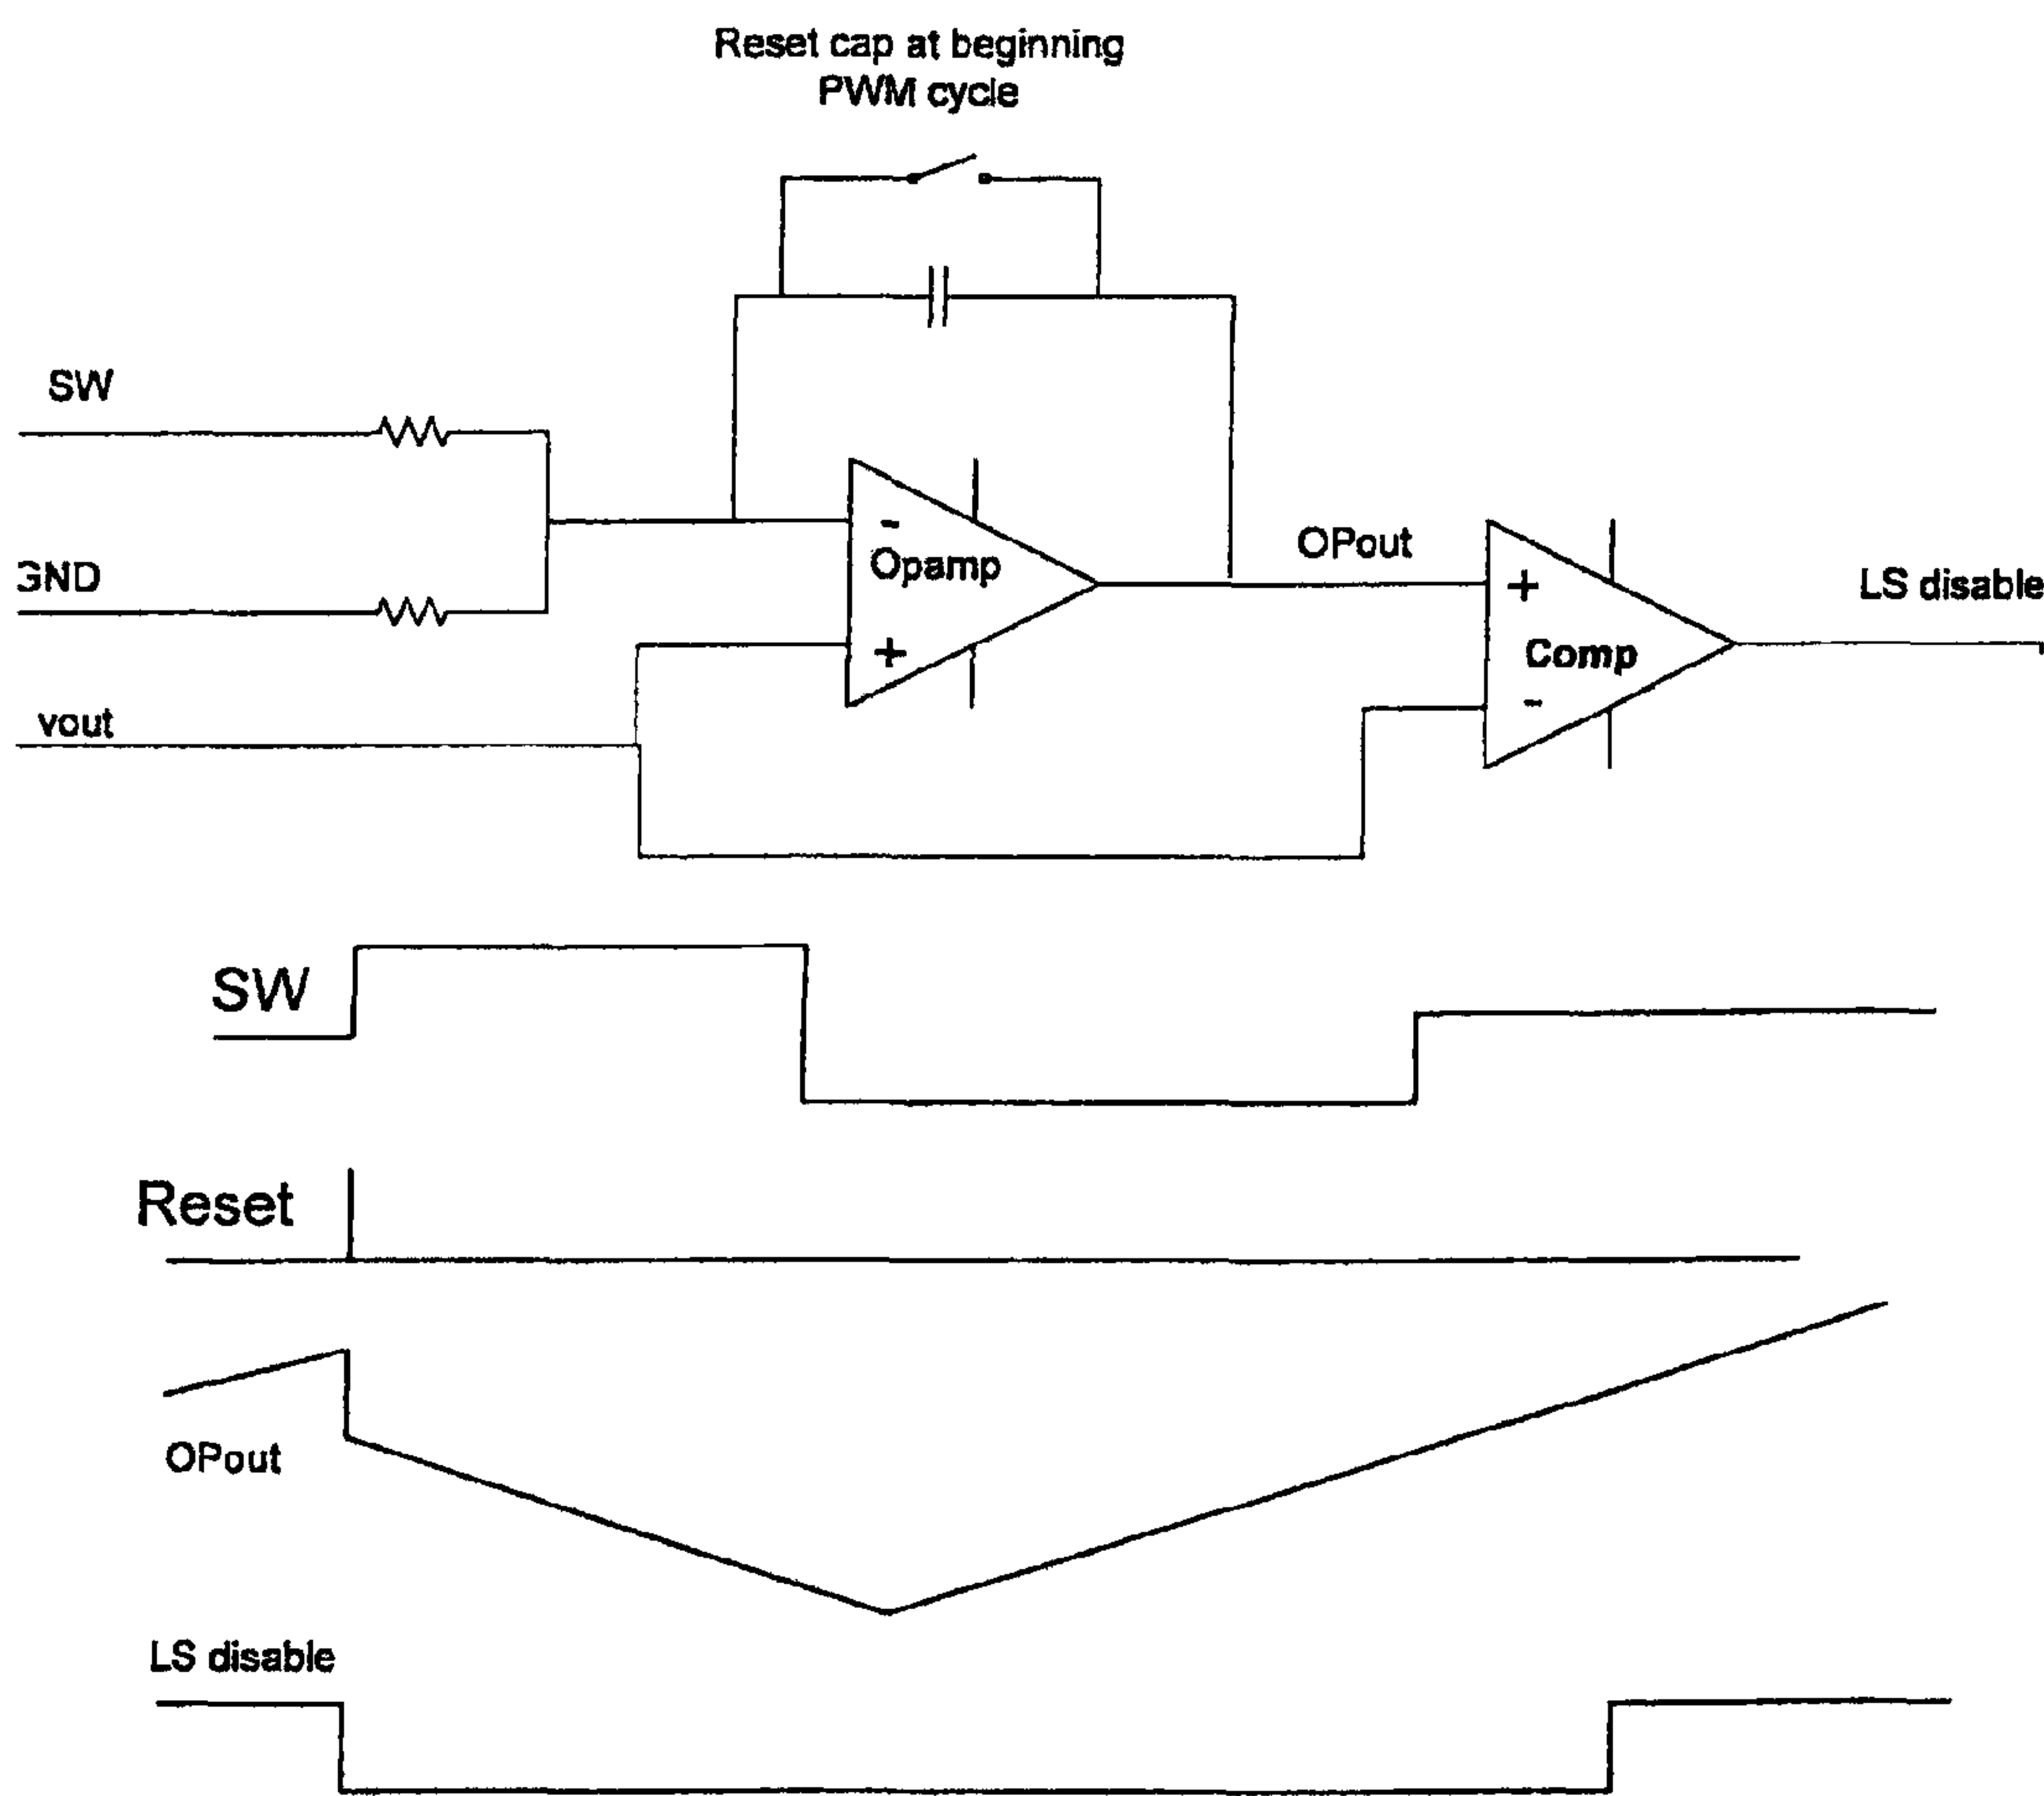 Reset cap at beginning
PWM cycle
SW
GND
vout
-
Opamp
+
OPout
+
Comp
-
LS disable
SW
Reset
OPout
LS disable